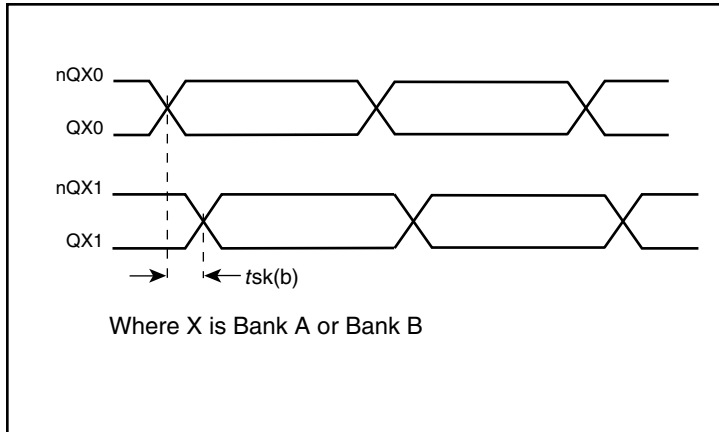 nQX0
QX0
nQX1
QX1
tsk(b)
Where X is Bank A or Bank B